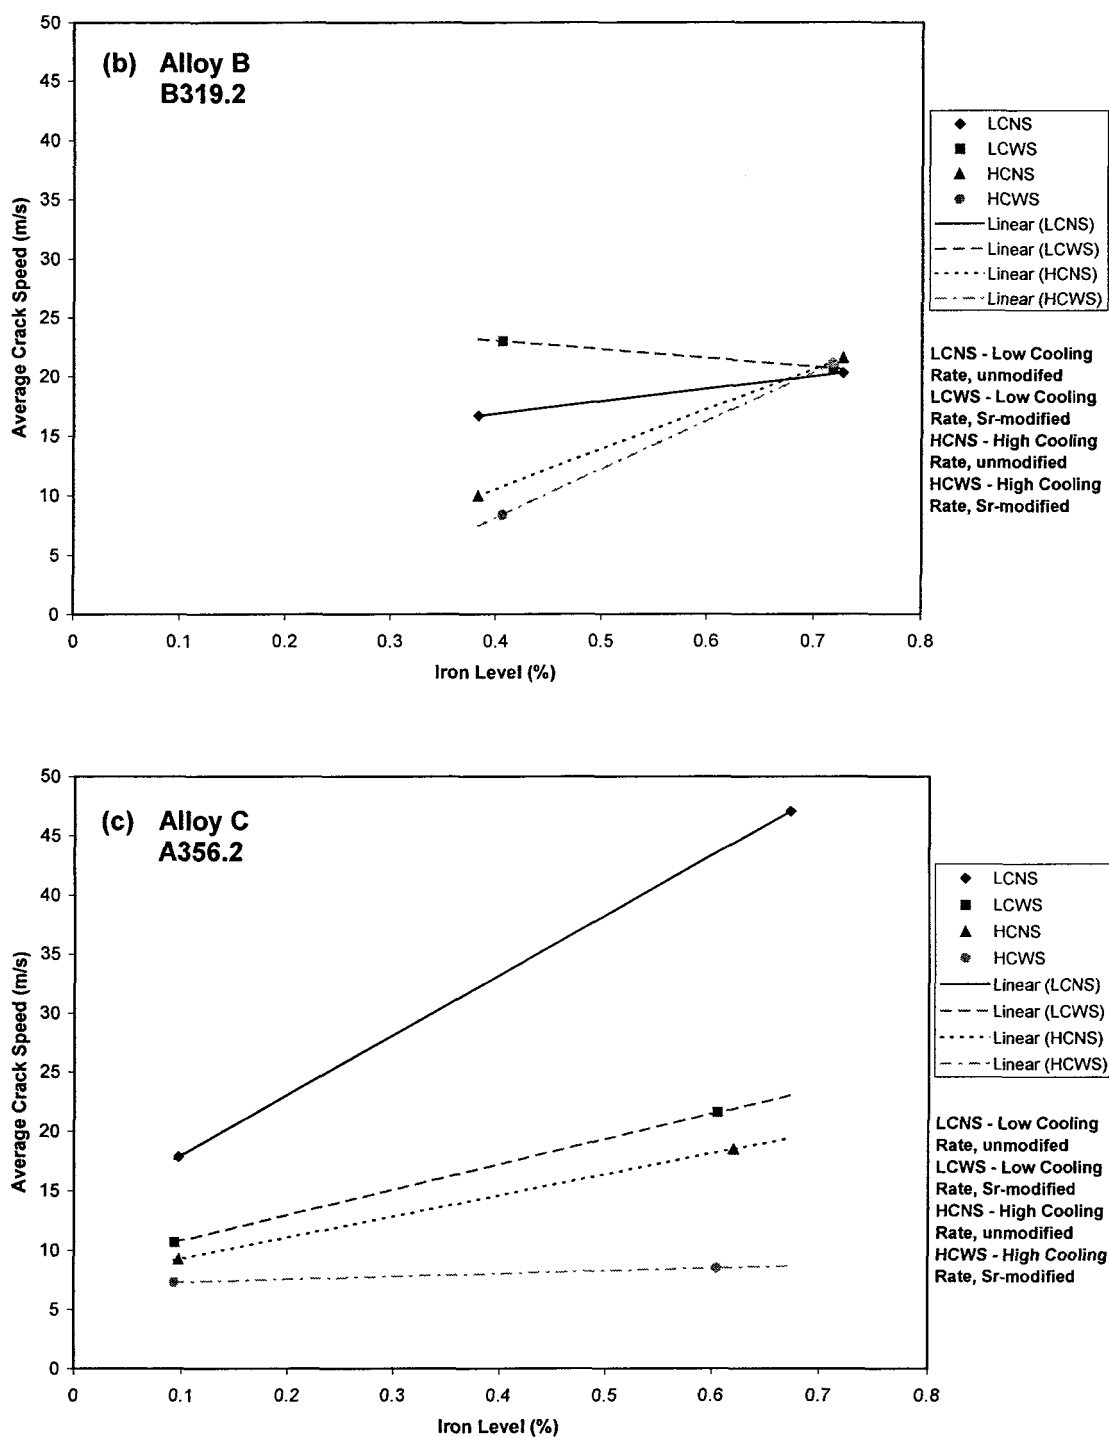 (b) Alloy B
B319.2
50
45
40
35
30
25
20
15
10
5
0
Average Crack Speed (m/s)
0 0.1 0.2 0.3 0.4 0.5 0.6 0.7 0.8
Iron Level (%)
LCNS
LCWS
HCNS
HCWS
Linear (LCNS)
Linear (LCWS)
Linear (HCNS)
Linear (HCWS)
LCNS - Low Cooling
Rate, unmodifed
LCWS - Low Cooling
Rate, Sr-modified
HCNS - High Cooling
Rate, unmodified
HCWS - High Cooling
Rate, Sr-modified
(c) Alloy C
A356.2
50
45
40
35
30
25
20
15
10
5
0
Average Crack Speed (m/s)
0 0.1 0.2 0.3 0.4 0.5 0.6 0.7 0.8
Iron Level (%)
LCNS
LCWS
HCNS
HCWS
Linear (LCNS)
Linear (LCWS)
Linear (HCNS)
Linear (HCWS)
LCNS - Low Cooling
Rate, unmodifed
LCWS - Low Cooling
Rate, Sr-modified
HCNS - High Cooling
Rate, unmodified
HCWS - High Cooling
Rate, Sr-modified